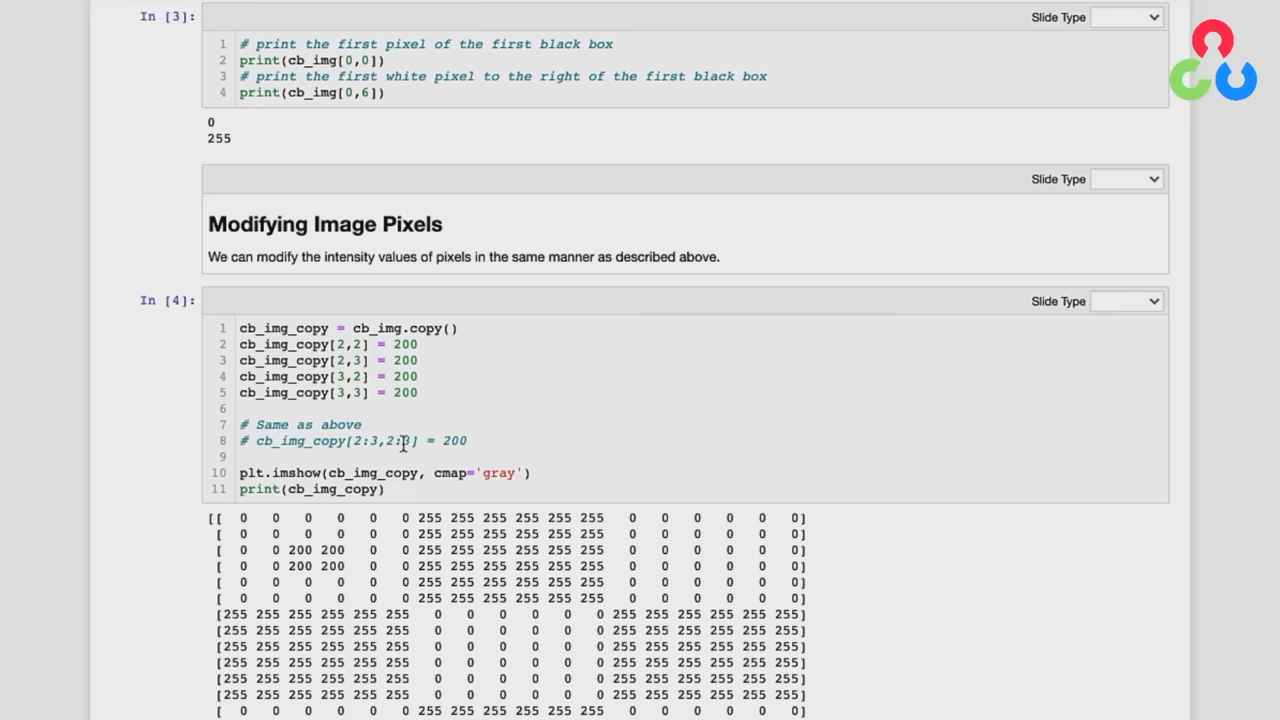 In [3]:
Slide Type
1 # print the first pixel of the first black box
2 print(cb_img[0,0])
3 # print the first white pixel to the right of the first black box
4 print(cb_img[0,6])
0
255
Slide Type
Modifying Image Pixels
We can modify the intensity values of pixels in the same manner as described above.
In [4]:
Slide Type
1 cb_img_copy = cb_img.copy()
2 cb_img_copy[2,2] = 200
3 cb_img_copy[2,3] = 200
4 cb_img_copy[3,2] = 200
5 cb_img_copy[3,3] = 200
6
7 # Same as above
8 # cb_img_copy[2:3,2:3] = 200
9
10 plt.imshow(cb_img_copy, cmap='gray')
11 print(cb_img_copy)
[[ 0 0 0 0 0 0 255 255 255 255 255 255 0 0 0 0 0 0]
[ 0 0 0 0 0 0 255 255 255 255 255 255 0 0 0 0 0 0]
[ 0 0 200 200 0 0 255 255 255 255 255 255 0 0 0 0 0 0]
[ 0 0 200 200 0 0 255 255 255 255 255 255 0 0 0 0 0 0]
[ 0 0 0 0 0 0 255 255 255 255 255 255 0 0 0 0 0 0]
[ 0 0 0 0 0 0 255 255 255 255 255 255 0 0 0 0 0 0]
[255 255 255 255 255 255 0 0 0 0 0 0 255 255 255 255 255 255]
[255 255 255 255 255 255 0 0 0 0 0 0 255 255 255 255 255 255]
[255 255 255 255 255 255 0 0 0 0 0 0 255 255 255 255 255 255]
[255 255 255 255 255 255 0 0 0 0 0 0 255 255 255 255 255 255]
[255 255 255 255 255 255 0 0 0 0 0 0 255 255 255 255 255 255]
[255 255 255 255 255 255 0 0 0 0 0 0 255 255 255 255 255 255]
[ 0 0 0 0 0 0 255 255 255 255 255 255 0 0 0 0 0 0]